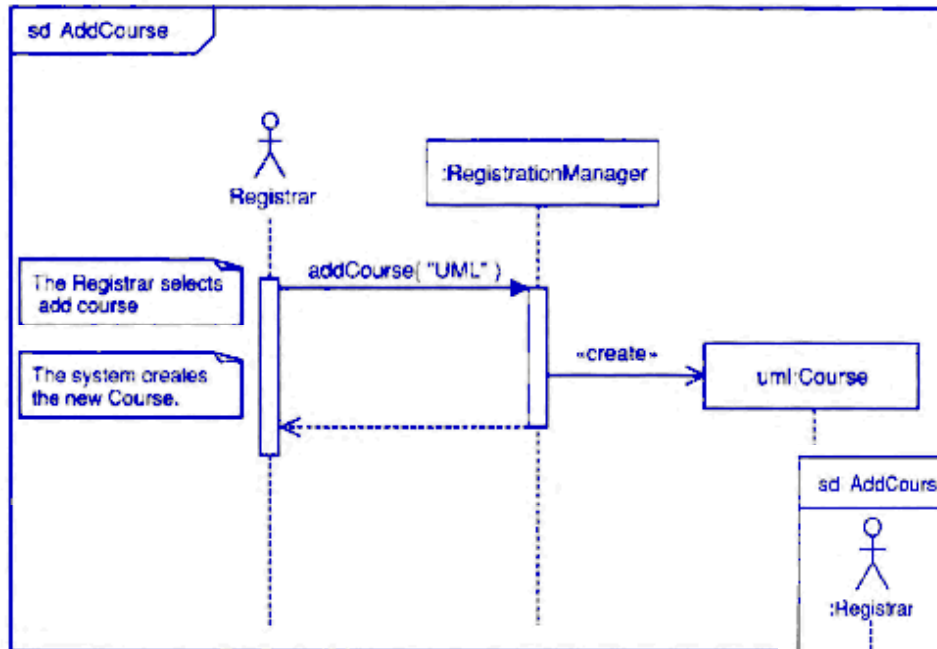 sd AddCourse
Registrar
:RegistrationManager
The Registrar selects
add course
addCourse( "UML" )
The system creates
the new Course.
«create»
uml:Course
sd AddCours
:Registrar